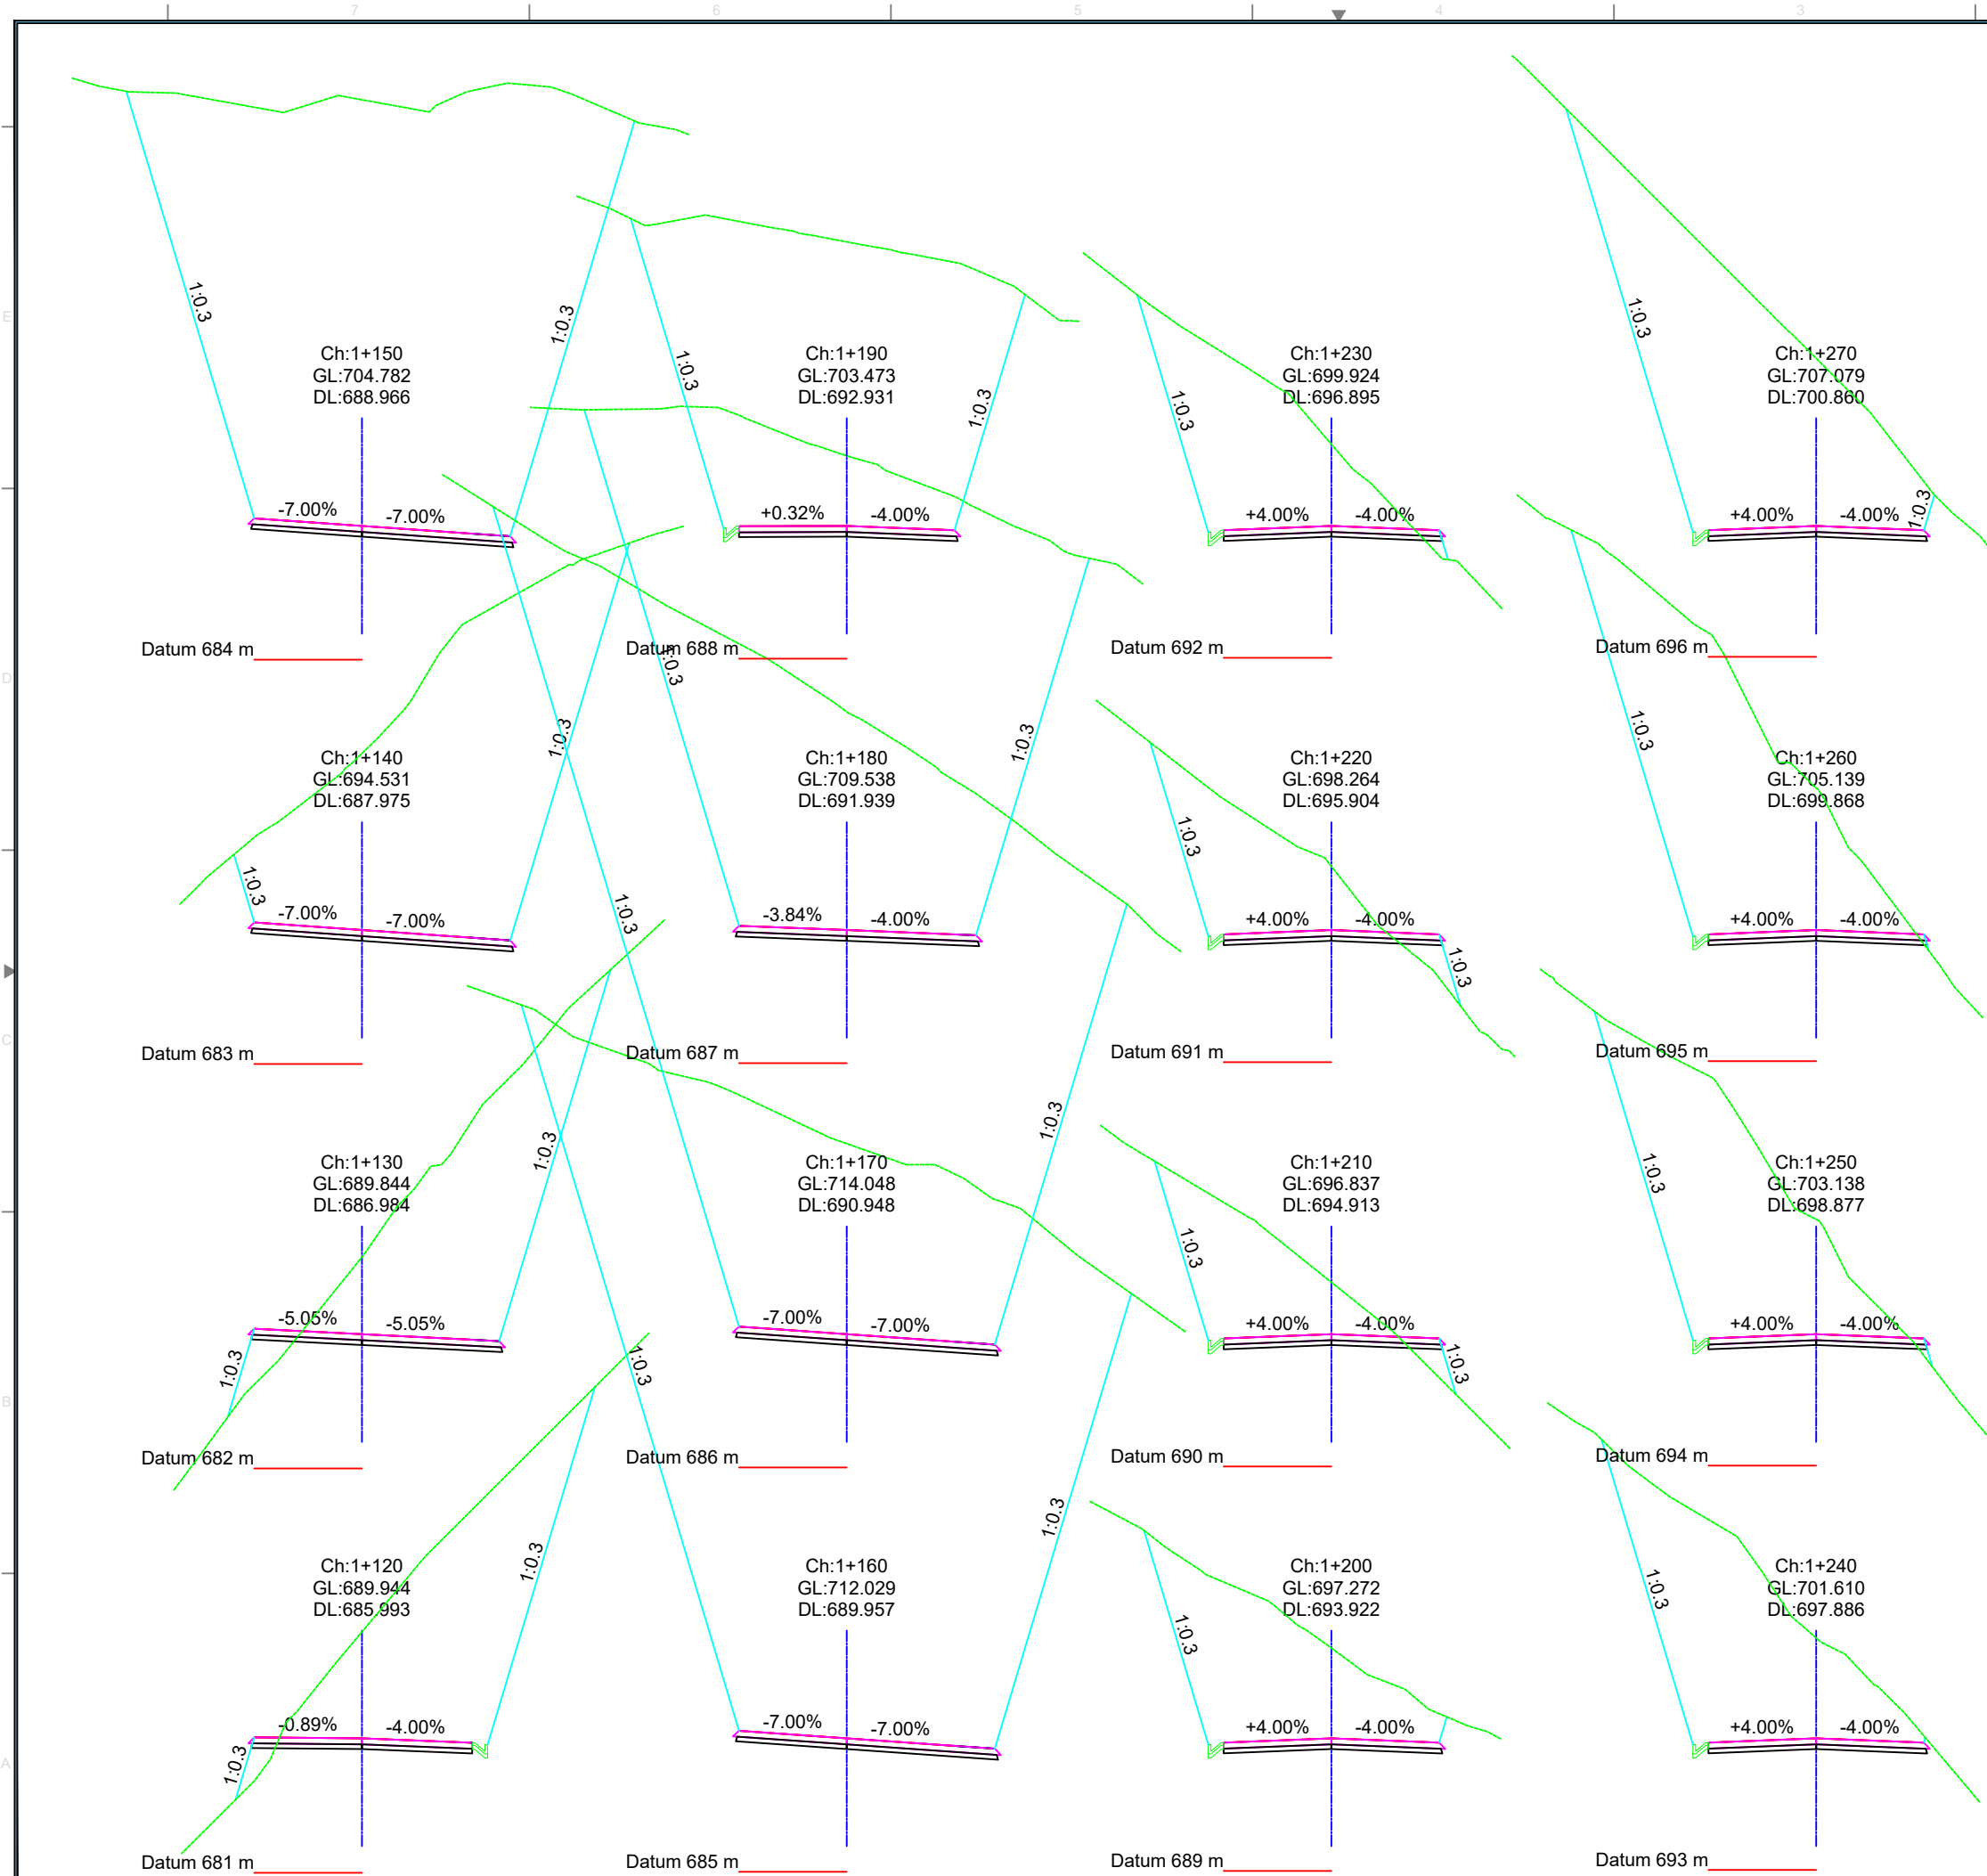 7 6 5 4 3
E
D
C
B
A
Ch:1+150
GL:704.782
DL:688.966
1:0.3
1:0.3
-7.00% -7.00%
Datum 684 m
Ch:1+190
GL:703.473
DL:692.931
1:0.3
1:0.3
+0.32% -4.00%
Datum 688 m
Ch:1+230
GL:699.924
DL:696.895
1:0.3
+4.00% -4.00%
Datum 692 m
Ch:1+270
GL:707.079
DL:700.860
1:0.3
1:0.3
+4.00% -4.00%
Datum 696 m
Ch:1+140
GL:694.531
DL:687.975
1:0.3
1:0.3
-7.00% -7.00%
Datum 683 m
Ch:1+180
GL:709.538
DL:691.939
1:0.3
1:0.3
-3.84% -4.00%
Datum 687 m
Ch:1+220
GL:698.264
DL:695.904
1:0.3
1:0.3
+4.00% -4.00%
Datum 691 m
Ch:1+260
GL:705.139
DL:699.868
1:0.3
+4.00% -4.00%
Datum 695 m
Ch:1+130
GL:689.844
DL:686.984
1:0.3
1:0.3
-5.05% -5.05%
Datum 682 m
Ch:1+170
GL:714.048
DL:690.948
1:0.3
1:0.3
-7.00% -7.00%
Datum 686 m
Ch:1+210
GL:696.837
DL:694.913
1:0.3
1:0.3
+4.00% -4.00%
Datum 690 m
Ch:1+250
GL:703.138
DL:698.877
1:0.3
+4.00% -4.00%
Datum 694 m
Ch:1+120
GL:689.944
DL:685.993
1:0.3
1:0.3
-0.89% -4.00%
Datum 681 m
Ch:1+160
GL:712.029
DL:689.957
1:0.3
1:0.3
-7.00% -7.00%
Datum 685 m
Ch:1+200
GL:697.272
DL:693.922
1:0.3
+4.00% -4.00%
Datum 689 m
Ch:1+240
GL:701.610
DL:697.886
1:0.3
+4.00% -4.00%
Datum 693 m